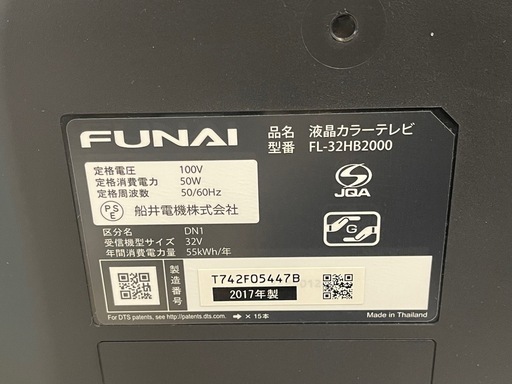 FUNAI
品名 液晶カラーテレビ
型番 FL-32HB2000
定格電圧 100V
定格消費電力 50W
定格周波数 50/60Hz
PSE 船井電機株式会社
JQA
G
区分名 DN1
受信機型サイズ 32V
年間消費電力量 55kWh/年
製造番号
T742F05447B
2017年製
For DTS patents, see http://patents.dts.com.
→ × 15本
Made in Thailand